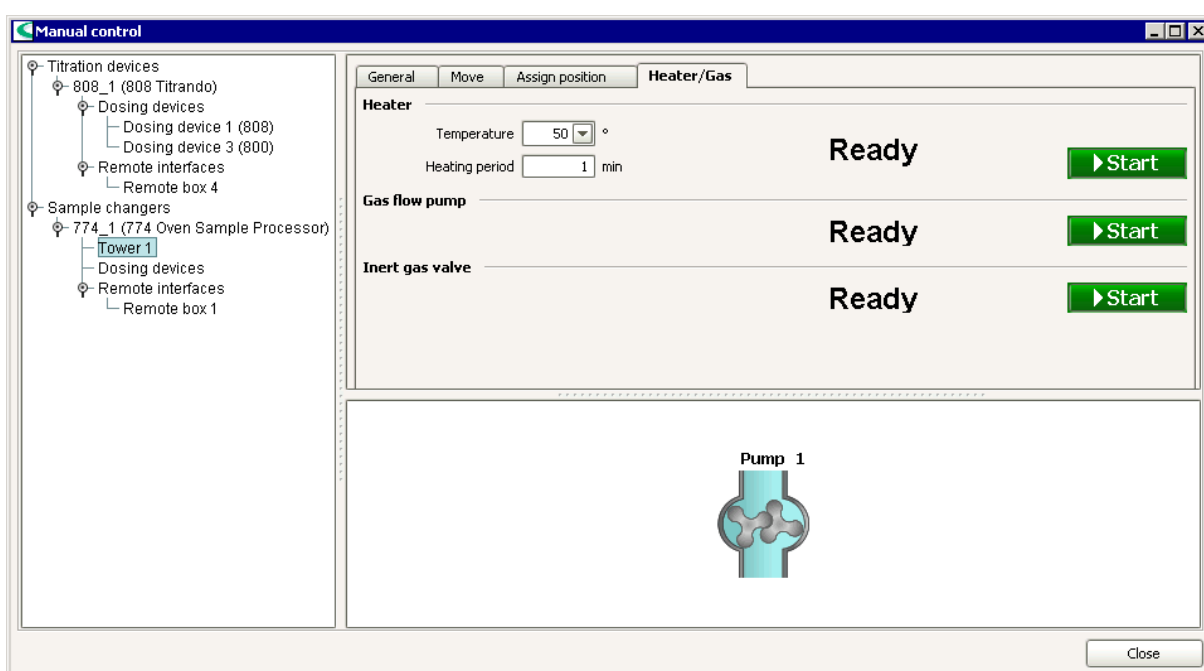 Manual control
Titration devices
808_1 (808 Titrando)
Dosing devices
Dosing device 1 (808)
Dosing device 3 (800)
Remote interfaces
Remote box 4
Sample changers
774_1 (774 Oven Sample Processor)
Tower 1
Dosing devices
Remote interfaces
Remote box 1
General Move Assign position Heater/Gas
Heater
Temperature 50 °
Ready Start
Heating period 1 min
Gas flow pump
Ready Start
Inert gas valve
Ready Start
Pump 1
Close